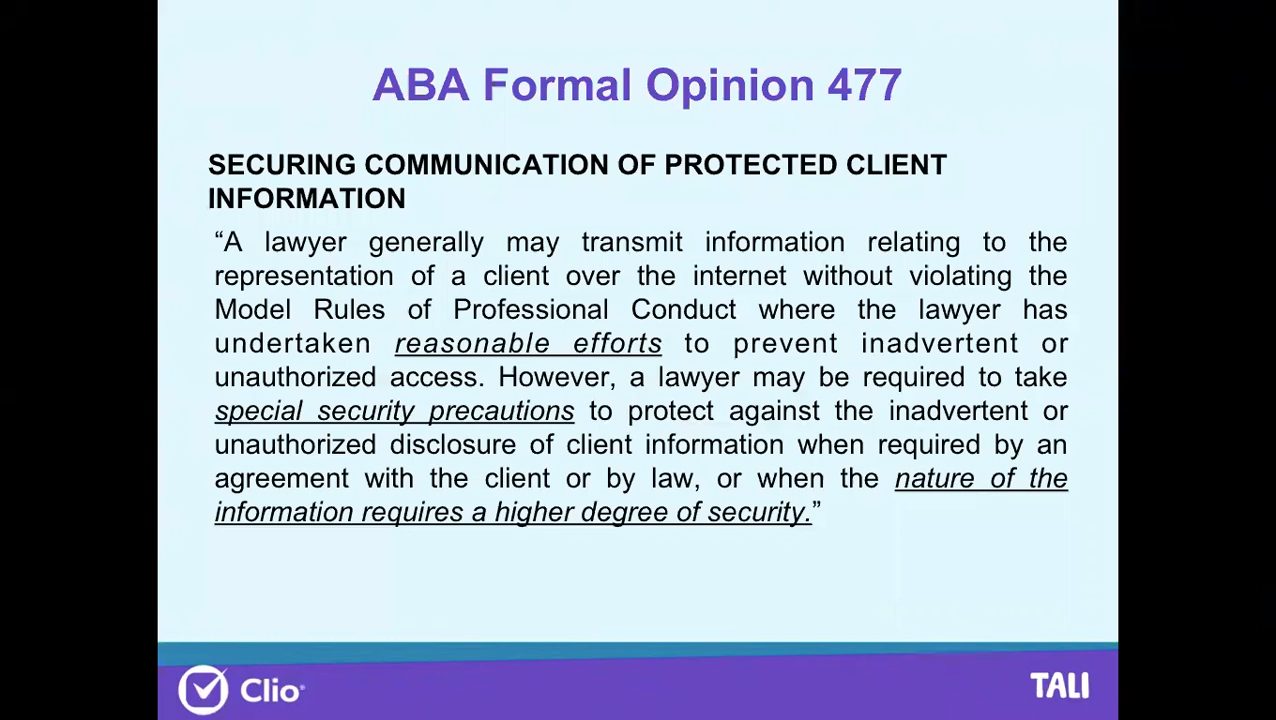 ABA Formal Opinion 477
SECURING COMMUNICATION OF PROTECTED CLIENT
INFORMATION
“A lawyer generally may transmit information relating to the
representation of a client over the internet without violating the
Model Rules of Professional Conduct where the lawyer has
undertaken reasonable efforts to prevent inadvertent or
unauthorized access. However, a lawyer may be required to take
special security precautions to protect against the inadvertent or
unauthorized disclosure of client information when required by an
agreement with the client or by law, or when the nature of the
information requires a higher degree of security.”
Clio®
TALI